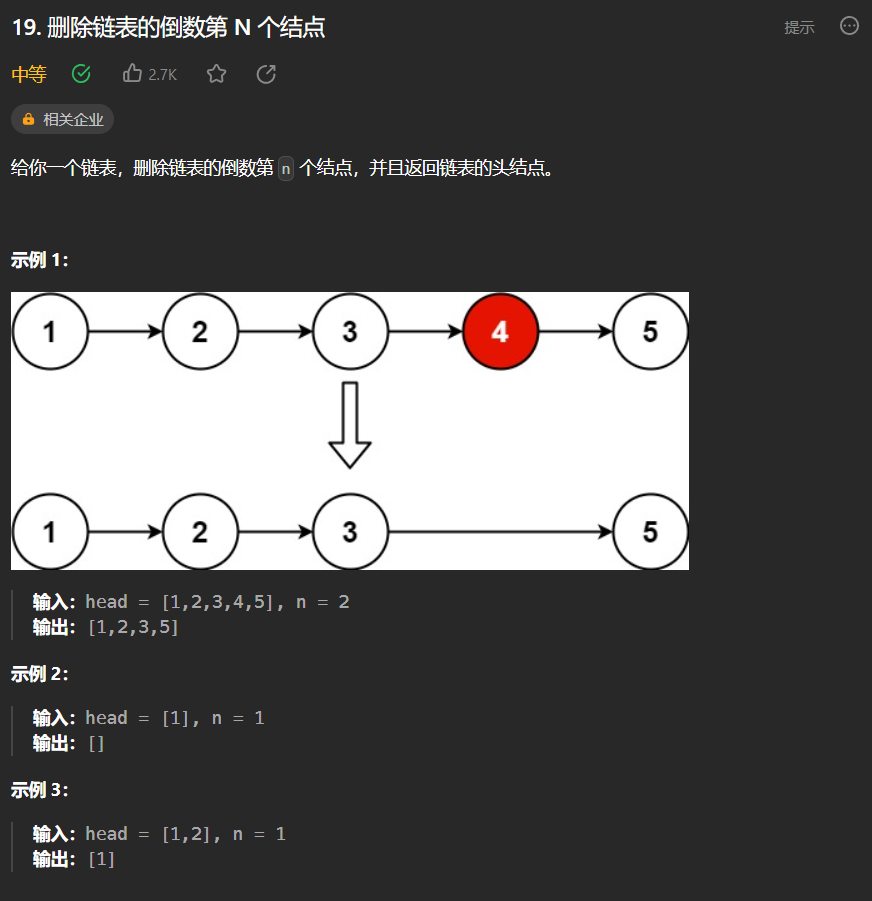 19. 删除链表的倒数第 N 个结点
提示
中等
2.7K
相关企业
给你一个链表，删除链表的倒数第 n 个结点，并且返回链表的头结点。
示例 1：
1 2 3 4 5
1 2 3 5
输入：head = [1,2,3,4,5], n = 2
输出：[1,2,3,5]
示例 2：
输入：head = [1], n = 1
输出：[]
示例 3：
输入：head = [1,2], n = 1
输出：[1]